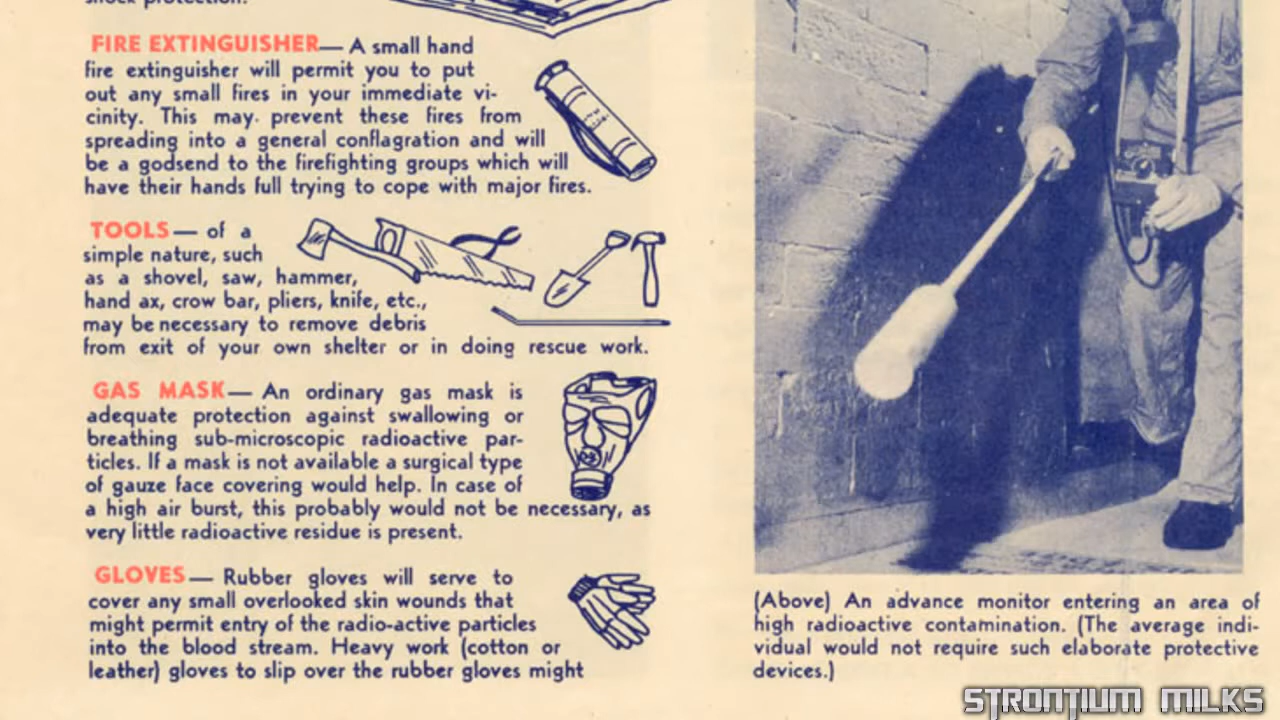 shock protection.
FIRE EXTINGUISHER— A small hand
fire extinguisher will permit you to put
out any small fires in your immediate vi-
cinity. This may prevent these fires from
spreading into a general conflagration and will
be a godsend to the firefighting groups which will
have their hands full trying to cope with major fires.
TOOLS— of a
simple nature, such
as a shovel, saw, hammer,
hand ax, crow bar, pliers, knife, etc.,
may be necessary to remove debris
from exit of your own shelter or in doing rescue work.
GAS MASK— An ordinary gas mask is
adequate protection against swallowing or
breathing sub-microscopic radioactive par-
ticles. If a mask is not available a surgical type
of gauze face covering would help. In case of
a high air burst, this probably would not be necessary, as
very little radioactive residue is present.
GLOVES— Rubber gloves will serve to
cover any small overlooked skin wounds that
might permit entry of the radio-active particles
into the blood stream. Heavy work (cotton or
leather) gloves to slip over the rubber gloves might
(Above) An advance monitor entering an area of
high radioactive contamination. (The average indi-
vidual would not require such elaborate protective
devices.)
STRONTIUM MILKS